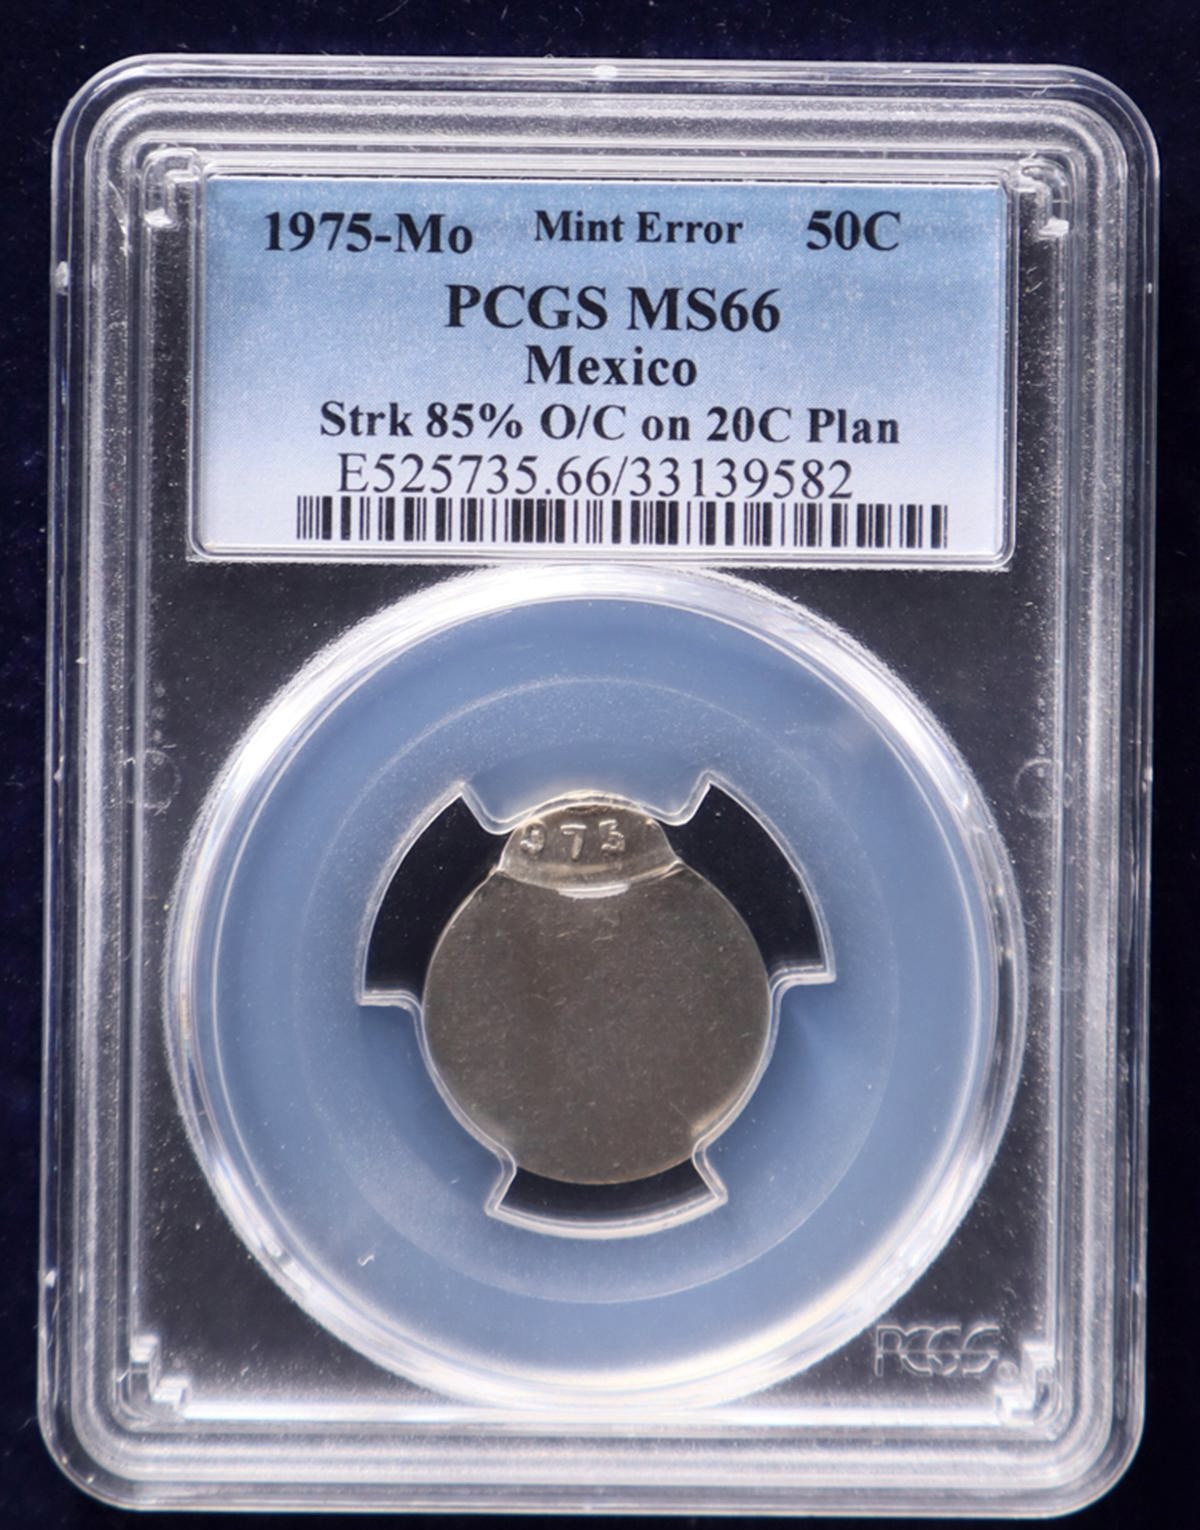 1975-Mo Mint Error 50C
PCGS MS66
Mexico
Strk 85% O/C on 20C Plan
E525735.66/33139582
975
PCGS